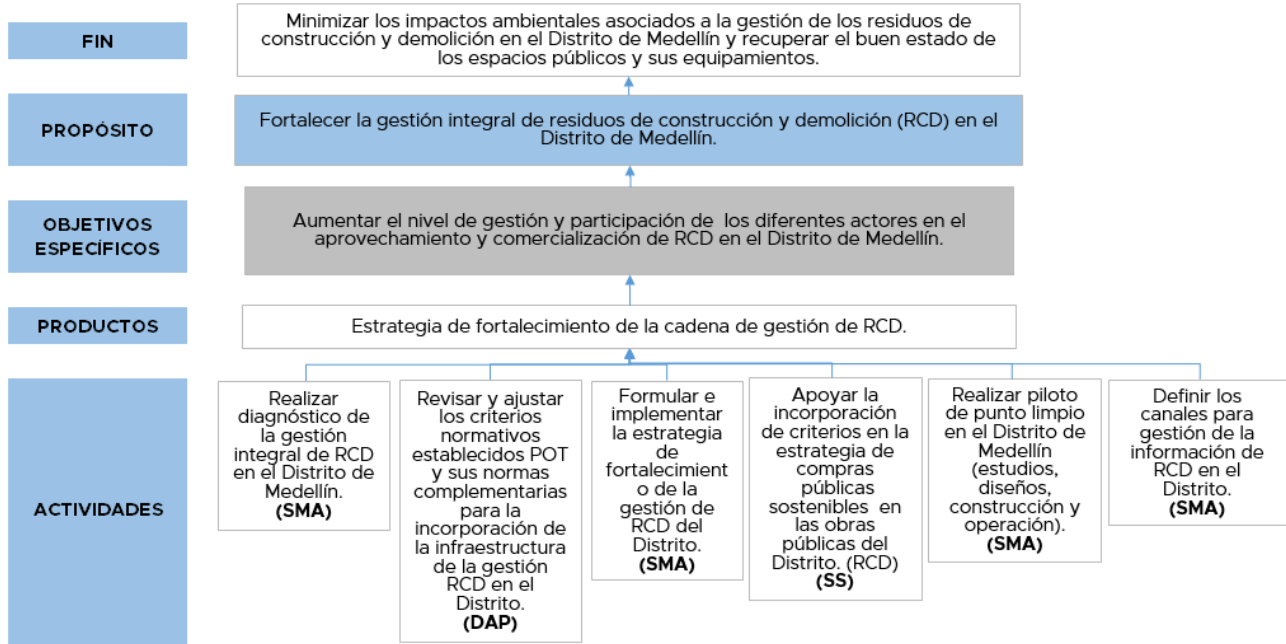 FIN
Minimizar los impactos ambientales asociados a la gestión de los residuos de
construcción y demolición en el Distrito de Medellín y recuperar el buen estado de
los espacios públicos y sus equipamientos.
PROPÓSITO
Fortalecer la gestión integral de residuos de construcción y demolición (RCD) en el
Distrito de Medellín.
OBJETIVOS
ESPECÍFICOS
Aumentar el nivel de gestión y participación de los diferentes actores en el
aprovechamiento y comercialización de RCD en el Distrito de Medellín.
PRODUCTOS
Estrategia de fortalecimiento de la cadena de gestión de RCD.
ACTIVIDADES
Realizar
diagnóstico de
la gestión
integral de RCD
en el Distrito de
Medellín.
(SMA)
Revisar y ajustar
los criterios
normativos
establecidos POT
y sus normas
complementarias
para la
incorporación de
la infraestructura
de la gestión
RCD en el
Distrito.
(DAP)
Formular e
implementar
la estrategia
de
fortalecimient
o de la
gestión de
RCD del
Distrito.
(SMA)
Apoyar la
incorporación
de criterios en la
estrategia de
compras
públicas
sostenibles en
las obras
públicas del
Distrito. (RCD)
(SS)
Realizar piloto
de punto limpio
en el Distrito de
Medellín
(estudios,
diseños,
construcción y
operación).
(SMA)
Definir los
canales para
gestión de la
información de
RCD en el
Distrito.
(SMA)